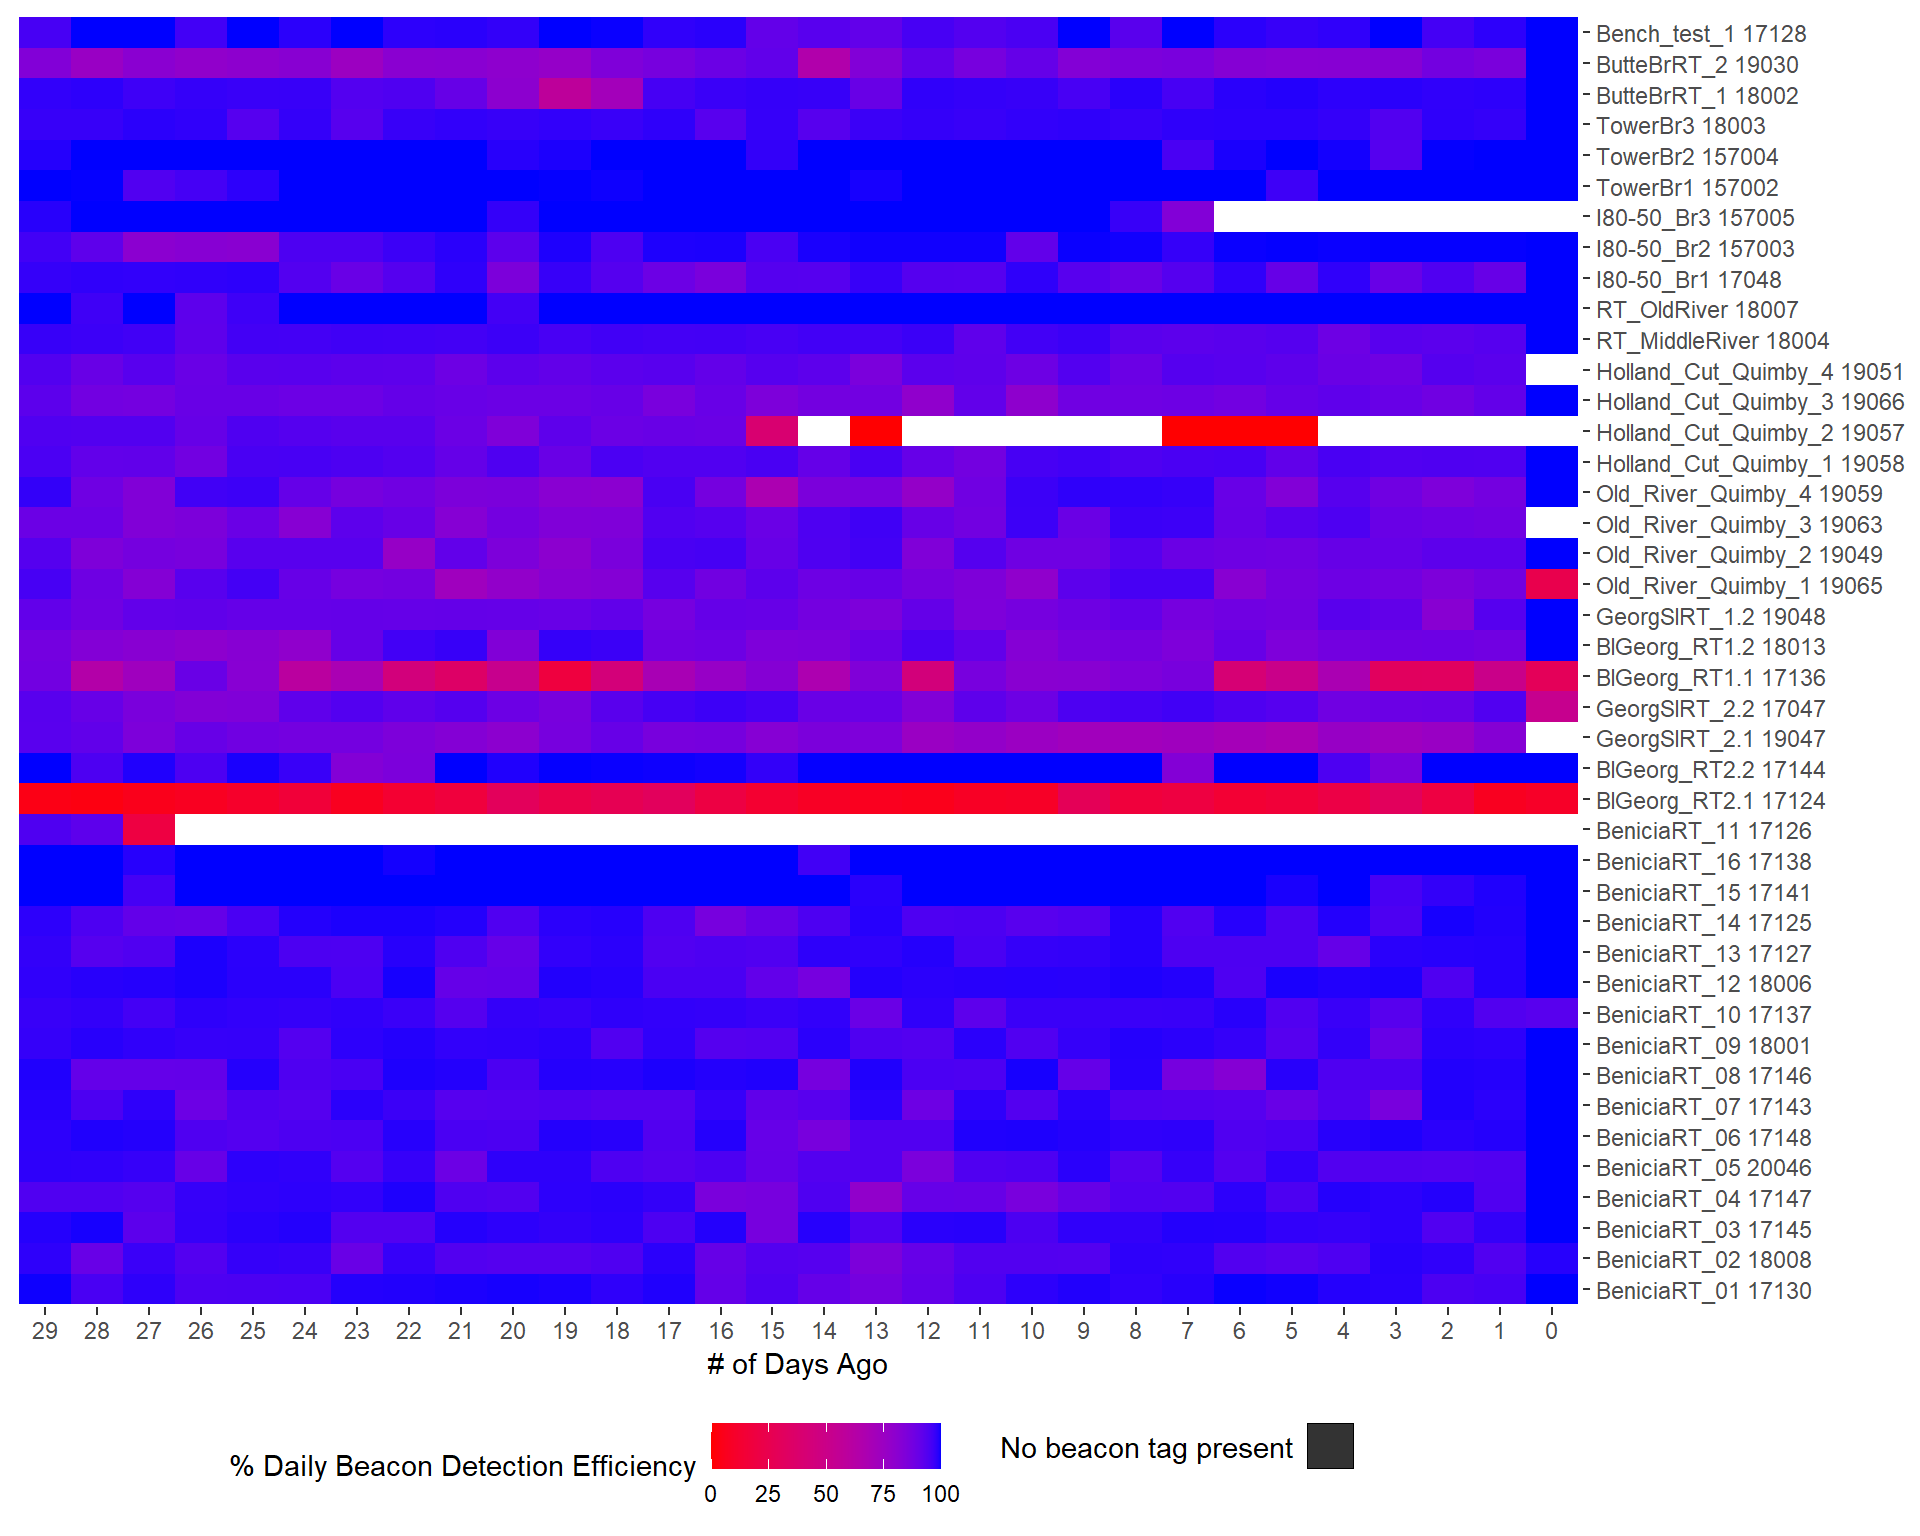 Bench_test_1 17128
ButteBrRT_2 19030
ButteBrRT_1 18002
TowerBr3 18003
TowerBr2 157004
TowerBr1 157002
I80-50_Br3 157005
I80-50_Br2 157003
I80-50_Br1 17048
RT_OldRiver 18007
RT_MiddleRiver 18004
Holland_Cut_Quimby_4 19051
Holland_Cut_Quimby_3 19066
Holland_Cut_Quimby_2 19057
Holland_Cut_Quimby_1 19058
Old_River_Quimby_4 19059
Old_River_Quimby_3 19063
Old_River_Quimby_2 19049
Old_River_Quimby_1 19065
GeorgSlRT_1.2 19048
BlGeorg_RT1.2 18013
BlGeorg_RT1.1 17136
GeorgSlRT_2.2 17047
GeorgSlRT_2.1 19047
BlGeorg_RT2.2 17144
BlGeorg_RT2.1 17124
BeniciaRT_11 17126
BeniciaRT_16 17138
BeniciaRT_15 17141
BeniciaRT_14 17125
BeniciaRT_13 17127
BeniciaRT_12 18006
BeniciaRT_10 17137
BeniciaRT_09 18001
BeniciaRT_08 17146
BeniciaRT_07 17143
BeniciaRT_06 17148
BeniciaRT_05 20046
BeniciaRT_04 17147
BeniciaRT_03 17145
BeniciaRT_02 18008
BeniciaRT_01 17130
29 28 27 26 25 24 23 22 21 20 19 18 17 16 15 14 13 12 11 10 9 8 7 6 5 4 3 2 1 0
# of Days Ago
% Daily Beacon Detection Efficiency
0 25 50 75 100
No beacon tag present